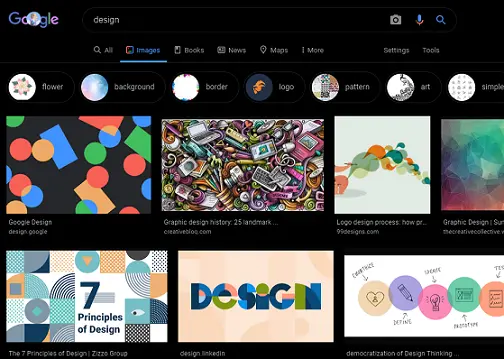 Google
design
All
Images
Books
News
Maps
More
Settings
Tools
flower
background
border
logo
pattern
art
simple
Google Design
design.google
Graphic design history: 25 landmark ...
creativebloq.com
Logo design process: how pr...
99designs.com
Graphic Design | Sur
thecreativecollective.
7
Principles
of Design
DESIGN
EMPATHIZE
DEFINE
IDEATE
PROTOTYPE
The 7 Principles of Design | Zizzo Group
design linkedin
democratization of Design Thinking ...